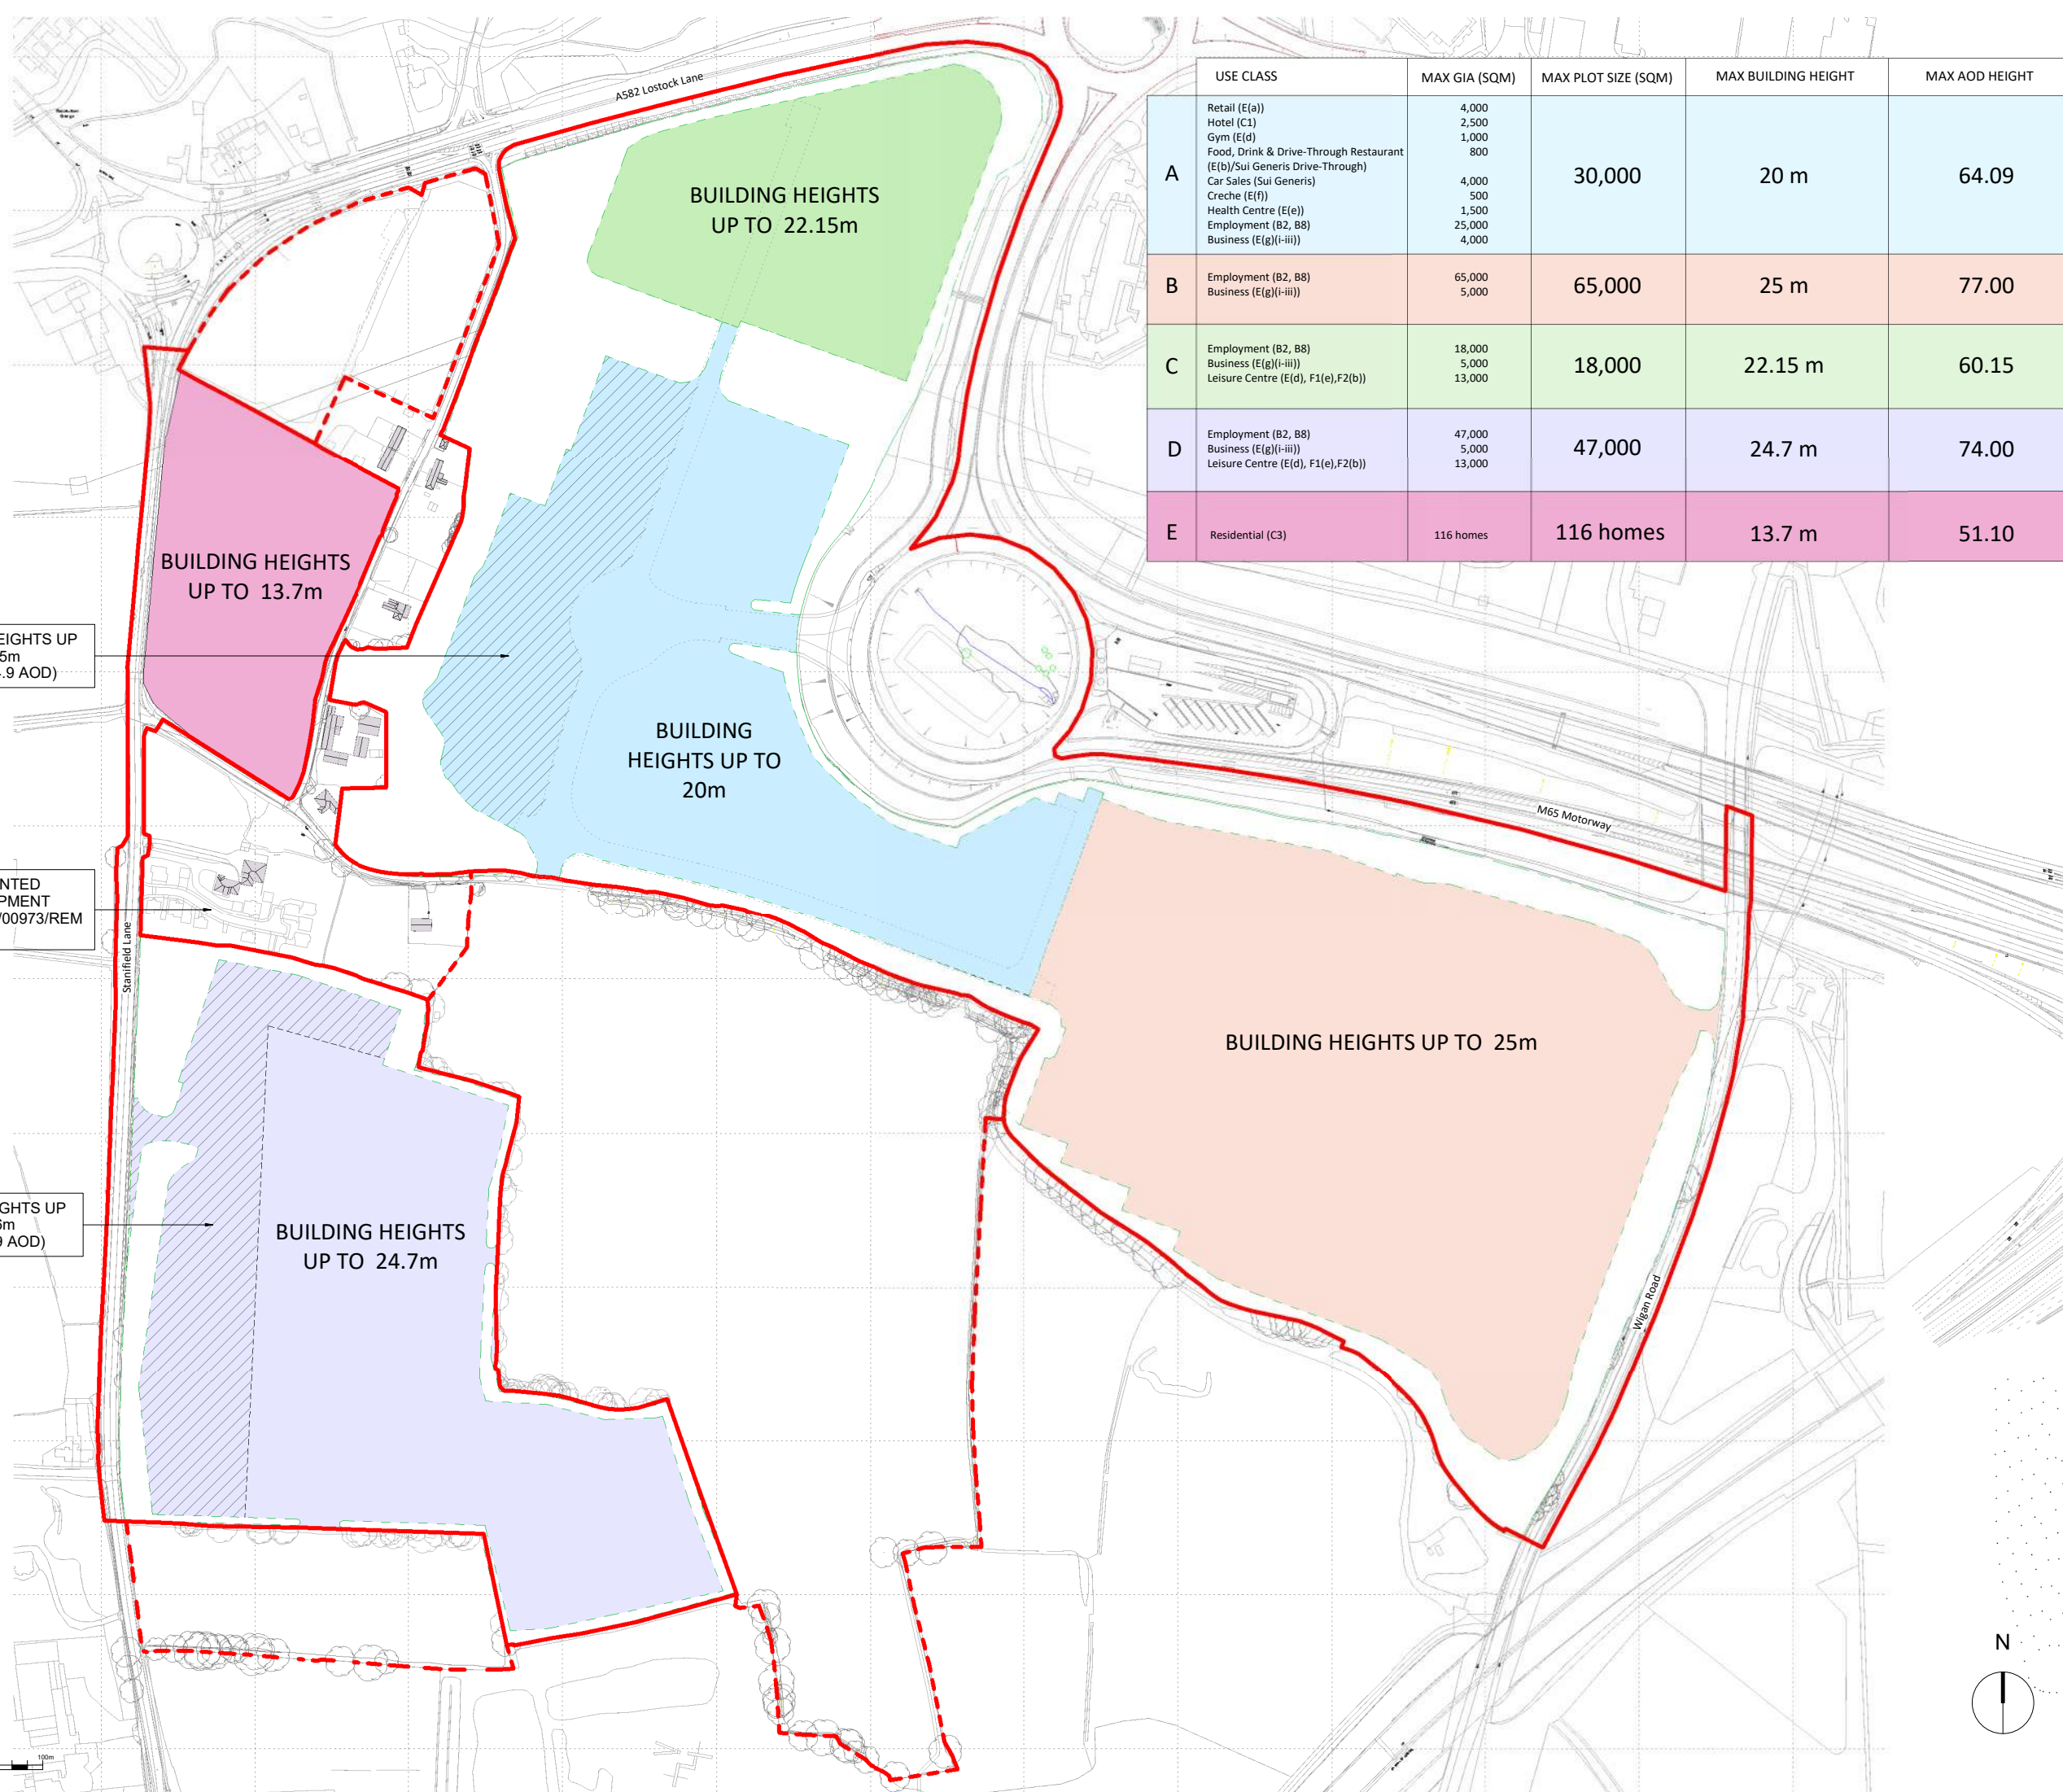 A582 Lostock Lane
USE CLASS MAX GIA (SQM) MAX PLOT SIZE (SQM) MAX BUILDING HEIGHT MAX AOD HEIGHT
A
Retail (E(a)) 4,000
Hotel (C1) 2,500
Gym (E(d) 1,000
Food, Drink & Drive-Through Restaurant 800
(E(b)/Sui Generis Drive-Through)
Car Sales (Sui Generis) 4,000
Creche (E(f)) 500
Health Centre (E(e)) 1,500
Employment (B2, B8) 25,000
Business (E(g)(i-iii)) 4,000
30,000 20 m 64.09
B
Employment (B2, B8) 65,000
Business (E(g)(i-iii)) 5,000
65,000 25 m 77.00
C
Employment (B2, B8) 18,000
Business (E(g)(i-iii)) 5,000
Leisure Centre (E(d), F1(e),F2(b)) 13,000
18,000 22.15 m 60.15
D
Employment (B2, B8) 47,000
Business (E(g)(i-iii)) 5,000
Leisure Centre (E(d), F1(e),F2(b)) 13,000
47,000 24.7 m 74.00
E
Residential (C3) 116 homes
116 homes 13.7 m 51.10
BUILDING HEIGHTS
UP TO 22.15m
BUILDING HEIGHTS
UP TO 13.7m
EIGHTS UP
5m
.9 AOD)
BUILDING
HEIGHTS UP TO
20m
M65 Motorway
NTED
PMENT
/00973/REM
Stanifield Lane
BUILDING HEIGHTS UP TO 25m
GHTS UP
6m
9 AOD)
BUILDING HEIGHTS
UP TO 24.7m
Wigan Road
N
100m